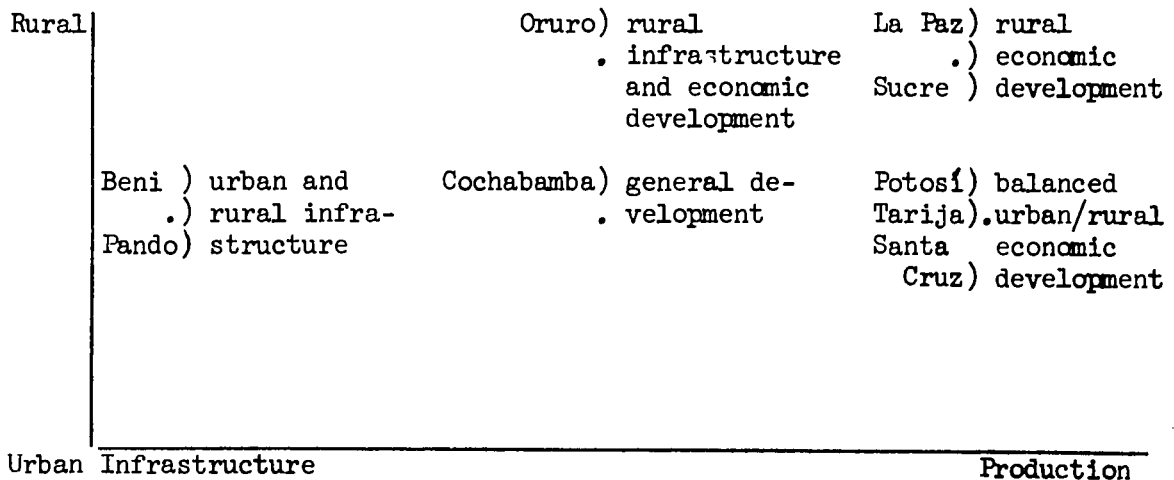 Rural Oruro) rural La Paz) rural
. infrastructure .) economic
and economic Sucre ) development
development
Beni ) urban and Cochabamba) general de- Potosí) balanced
.) rural infra- . velopment Tarija).urban/rural
Pando) structure Santa economic
Cruz) development
Urban Infrastructure Production